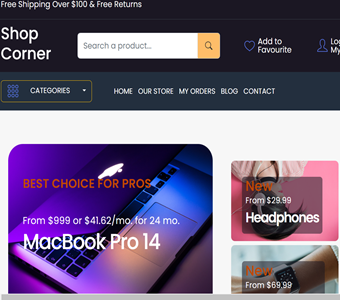 Free Shipping Over $100 & Free Returns
Shop
Corner
Search a product...
Add to
Favourite
My
CATEGORIES
HOME OUR STORE MY ORDERS BLOG CONTACT
BEST CHOICE FOR PROS
From $999 or $41.62/mo. for 24 mo.
MacBook Pro 14
New
From $29.99
Headphones
New
From $69.99